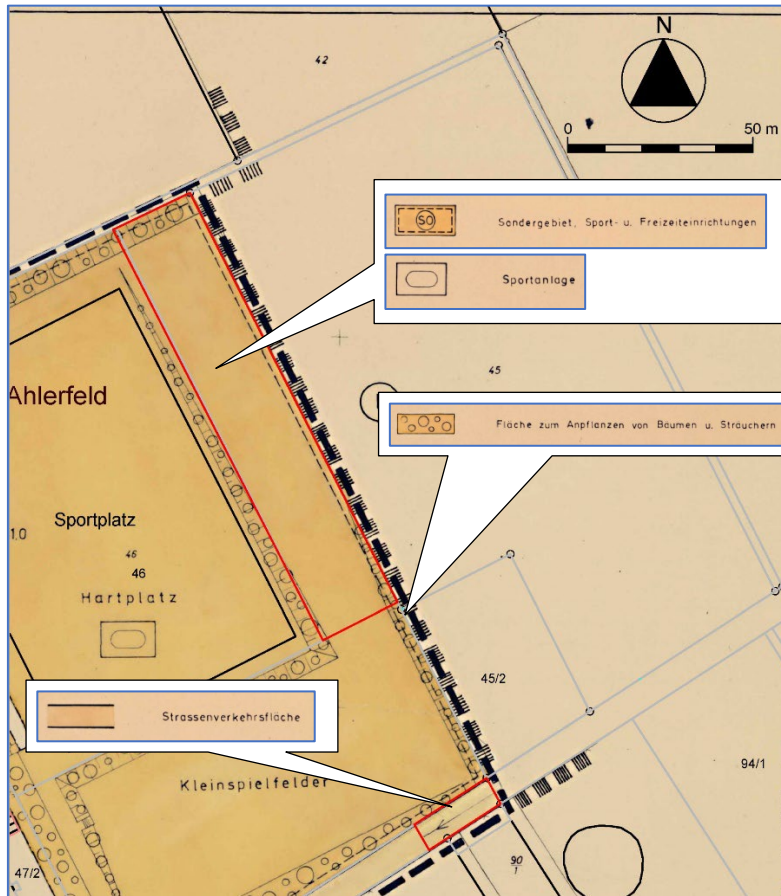 42
N
0
50 m
SO
Sondergebiet, Sport- u. Freizeiteinrichtungen
Sportanlage
45
Ahlerfeld
Fläche zum Anpflanzen von Bäumen u. Sträuchern
Sportplatz
1.0
46
46
Hartplatz
45/2
Strassenverkehrsfläche
94/1
Kleinspielfelder
90
1
47/2